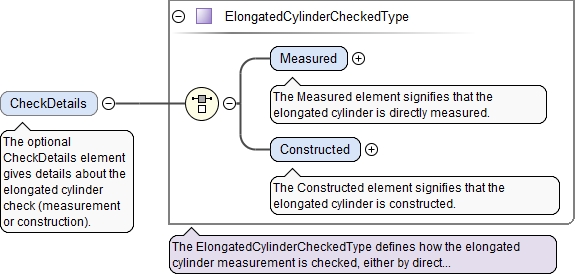 ElongatedCylinderCheckedType
Measured
The Measured element signifies that the
elongated cylinder is directly measured.
CheckDetails
The optional
CheckDetails element
gives details about the
elongated cylinder
check (measurement
or construction).
Constructed
The Constructed element signifies that the
elongated cylinder is constructed.
The ElongatedCylinderCheckedType defines how the elongated
cylinder measurement is checked, either by direct...